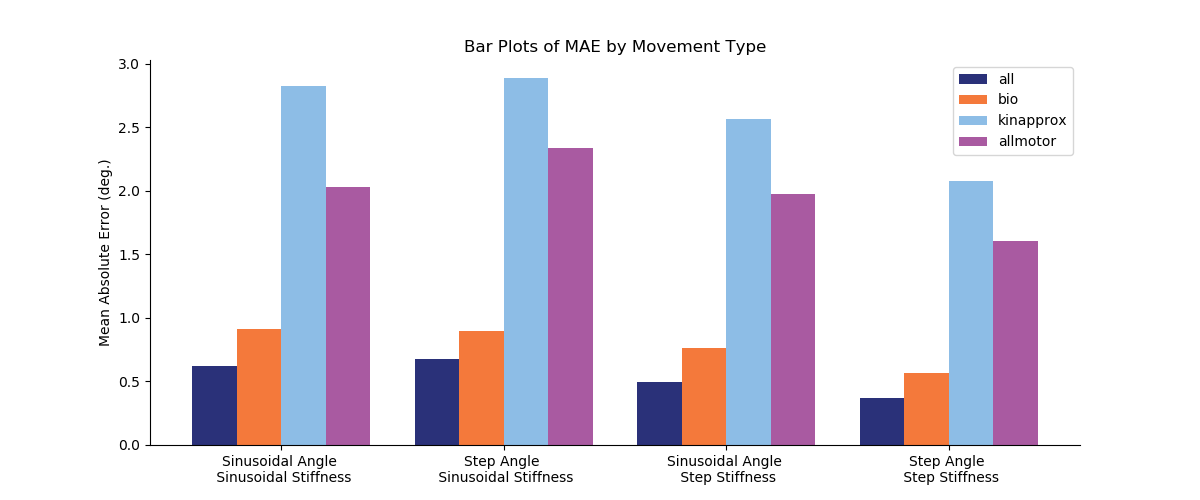 Bar Plots of MAE by Movement Type
Mean Absolute Error (deg.)
3.0
2.5
2.0
1.5
1.0
0.5
0.0
all
bio
kinapprox
allmotor
Sinusoidal Angle
Sinusoidal Stiffness
Step Angle
Sinusoidal Stiffness
Sinusoidal Angle
Step Stiffness
Step Angle
Step Stiffness